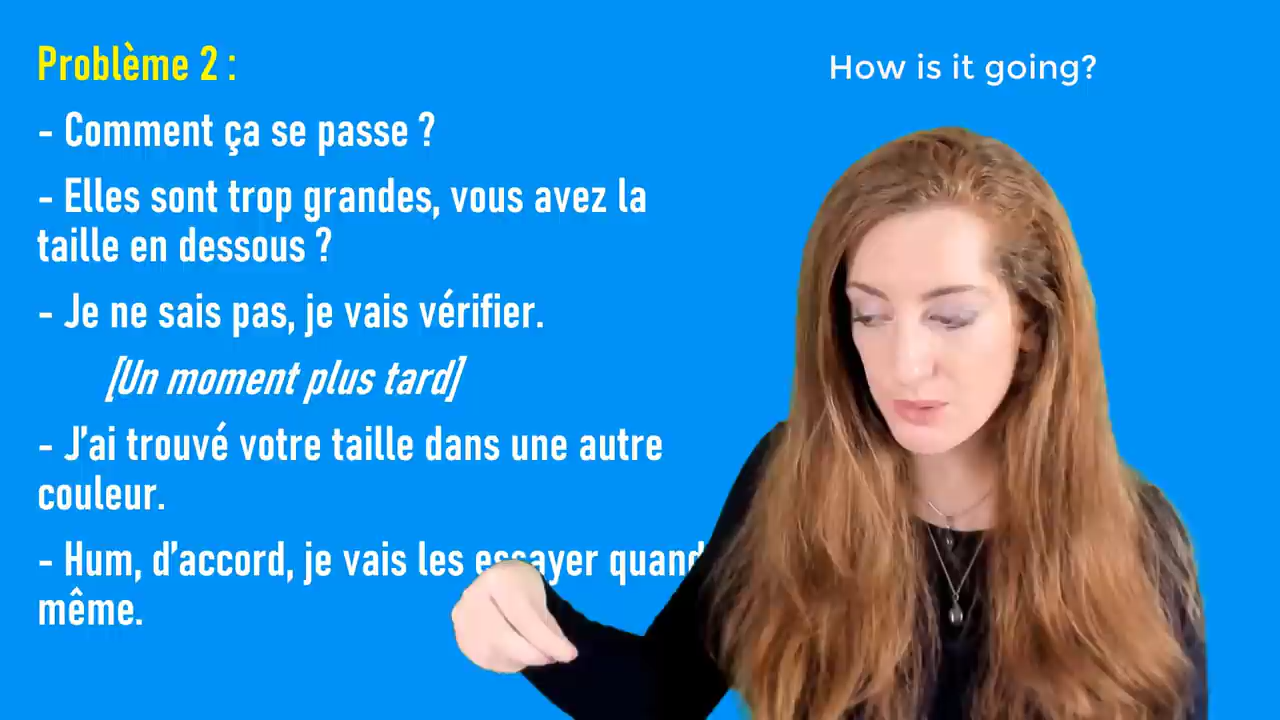 Problème 2 :
How is it going?
- Comment ça se passe ?
- Elles sont trop grandes, vous avez la
taille en dessous ?
- Je ne sais pas, je vais vérifier.
[Un moment plus tard]
- J'ai trouvé votre taille dans une autre
couleur.
- Hum, d'accord, je vais les essayer quand
même.